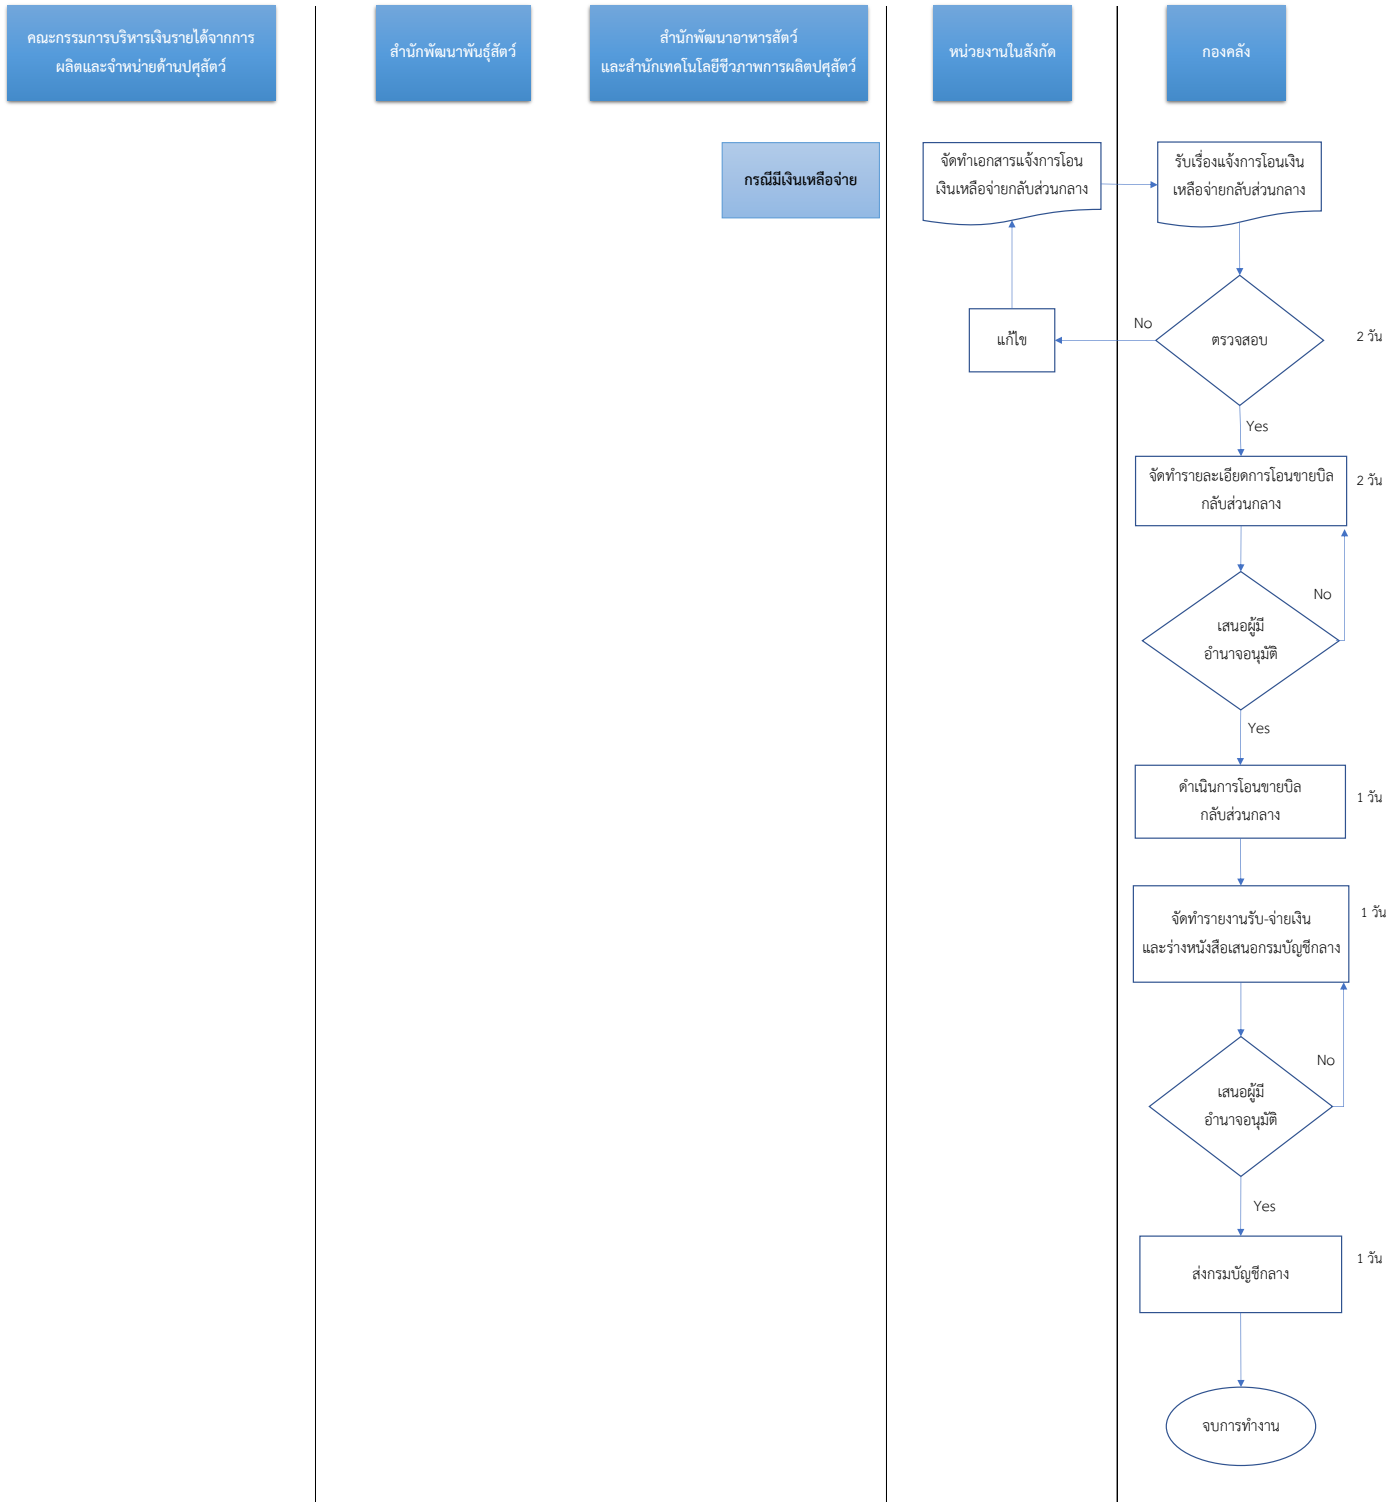 คณะกรรมการบริหารเงินรายได้จากการ
ผลิตและจำหน่ายด้านปศุสัตว์
สำนักพัฒนาพันธุ์สัตว์
สำนักพัฒนาอาหารสัตว์
และสำนักเทคโนโลยีชีวภาพการผลิตปศุสัตว์
หน่วยงานในสังกัด
กองคลัง
กรณีมีเงินเหลือจ่าย
จัดทำเอกสารแจ้งการโอน
เงินเหลือจ่ายกลับส่วนกลาง
รับเรื่องแจ้งการโอนเงิน
เหลือจ่ายกลับส่วนกลาง
No
แก้ไข
ตรวจสอบ
2 วัน
Yes
จัดทำรายละเอียดการโอนขายบิล
กลับส่วนกลาง
2 วัน
No
เสนอผู้มี
อำนาจอนุมัติ
Yes
ดำเนินการโอนขายบิล
กลับส่วนกลาง
1 วัน
จัดทำรายงานรับ-จ่ายเงิน
และร่างหนังสือเสนอกรมบัญชีกลาง
1 วัน
No
เสนอผู้มี
อำนาจอนุมัติ
Yes
ส่งกรมบัญชีกลาง
1 วัน
จบการทำงาน